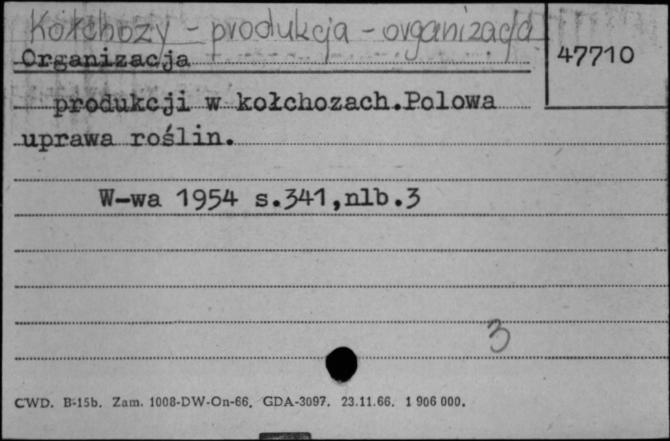 Kołchozy - produkcja - organizacja
47710
Organizacja
produkcji w kołchozach.Polowa
uprawa roślin.
W-wa 1954 s.341,nlb.3
3
CWD. B-15b. Zam. 1008-DW-On-66. GDA-3097. 23.11.66. 1 906 000.